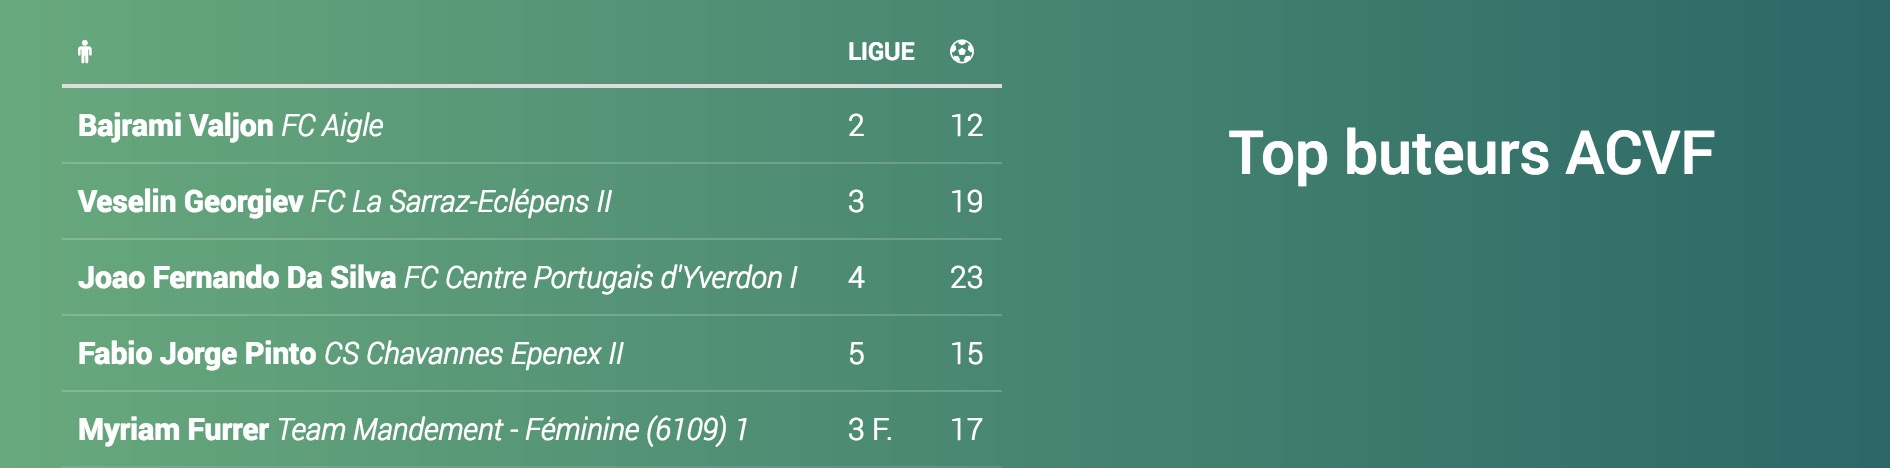 LIGUE
Bajrami Valjon FC Aigle 2 12
Veselin Georgiev FC La Sarraz-Eclépens II 3 19
Joao Fernando Da Silva FC Centre Portugais d'Yverdon I 4 23
Fabio Jorge Pinto CS Chavannes Epenex II 5 15
Myriam Furrer Team Mandement - Féminine (6109) 1 3 F. 17
Top buteurs ACVF